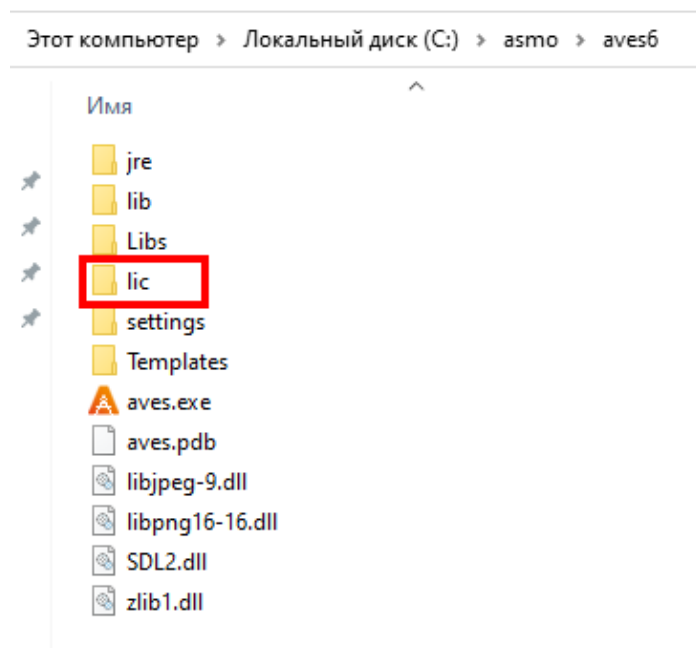 Этот компьютер > Локальный диск (C:) > asmo > aves6
Имя
jre
lib
Libs
lic
settings
Templates
aves.exe
aves.pdb
libjpeg-9.dll
libpng16-16.dll
SDL2.dll
zlib1.dll